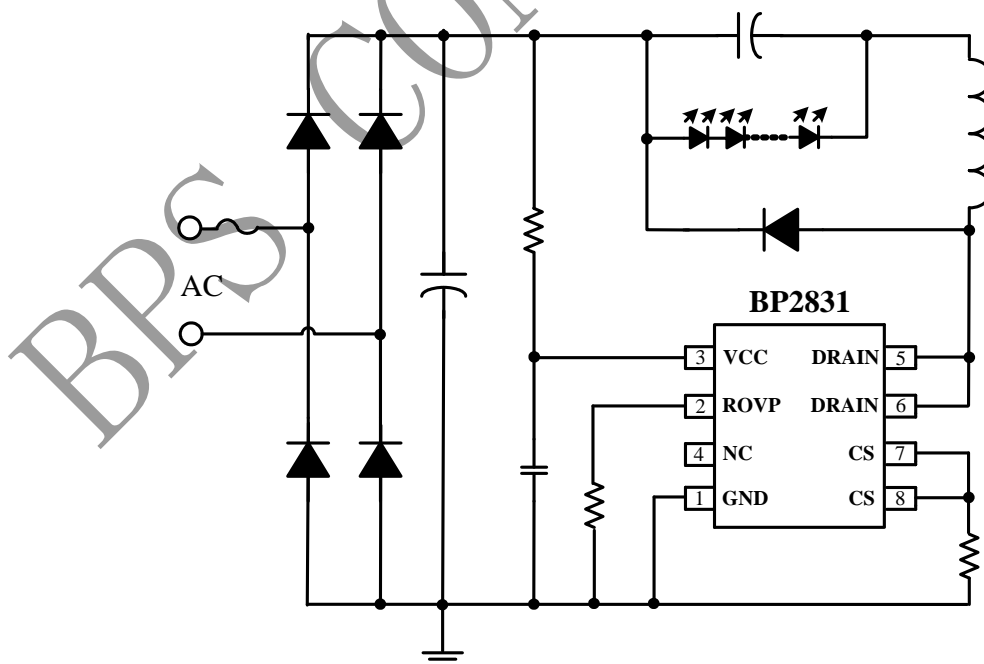 BPS CON
AC
BP2831
3 VCC DRAIN 5
2 ROVP DRAIN 6
4 NC CS 7
1 GND CS 8